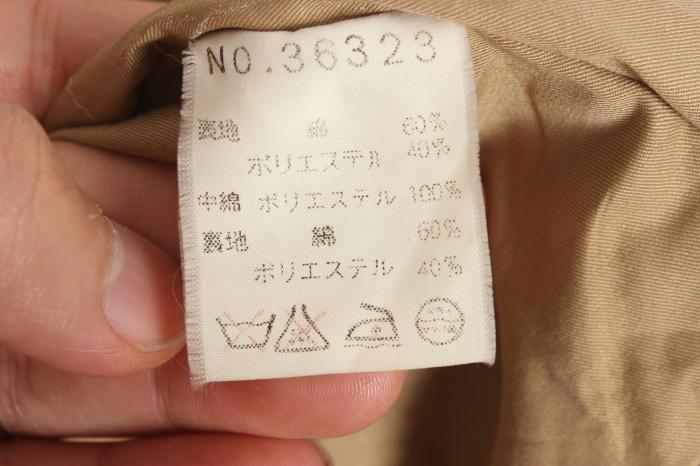 NO.36323
表地 綿 60%
ポリエステル 40%
中綿 ポリエステル 100%
裏地 綿 60%
ポリエステル 40%